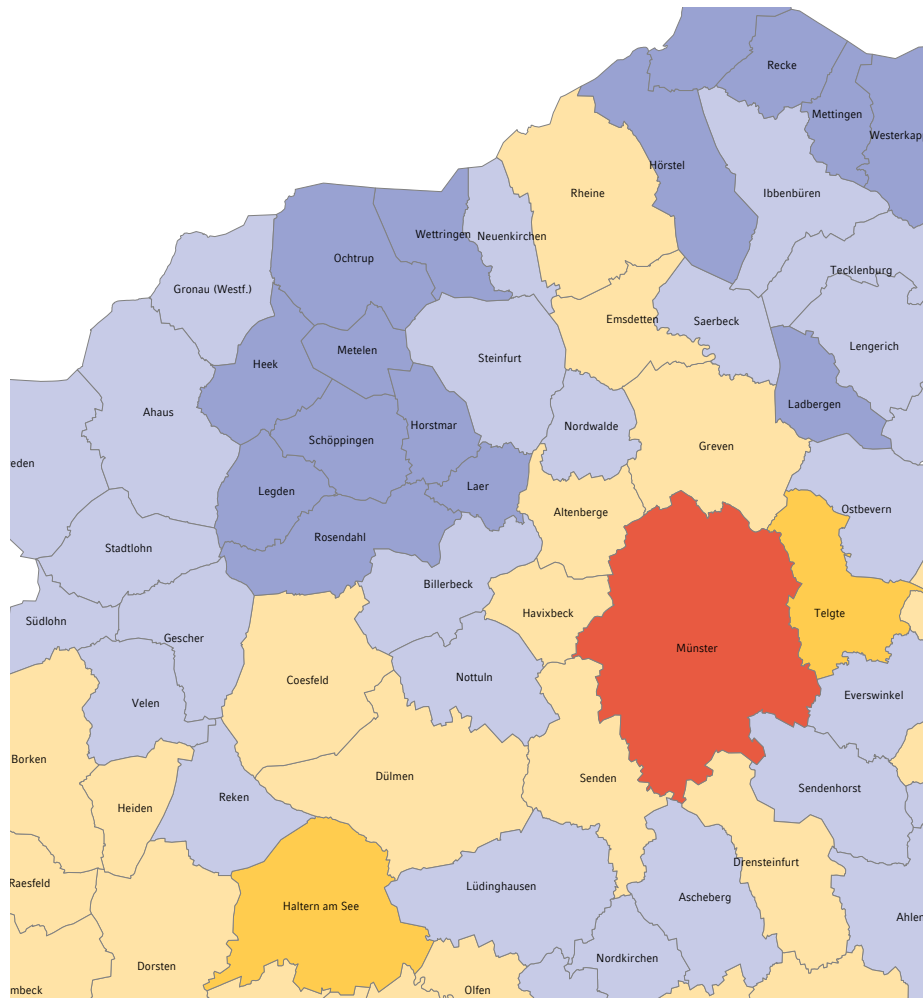 Recke
Mettingen
Westerkap
Hörstel
Rheine
Ibbenbüren
Wettringen
Neuenkirchen
Ochtrup
Tecklenburg
Gronau (Westf.)
Emsdetten
Saerbeck
Lengerich
Metelen
Steinfurt
Heek
Ladbergen
Ahaus
Horstmar
Nordwalde
Schöppingen
Greven
eden
Laer
Legden
Ostbevern
Altenberge
Rosendahl
Stadtlohn
Billerbeck
Havixbeck
Telgte
Südlohn
Gescher
Münster
Nottuln
Coesfeld
Everswinkel
Velen
Borken
Dülmen
Senden
Sendenhorst
Reken
Heiden
Drensteinfurt
Raesfeld
Lüdinghausen
Ascheberg
Haltern am See
Ahlen
Nordkirchen
Dorsten
mbeck
Olfen